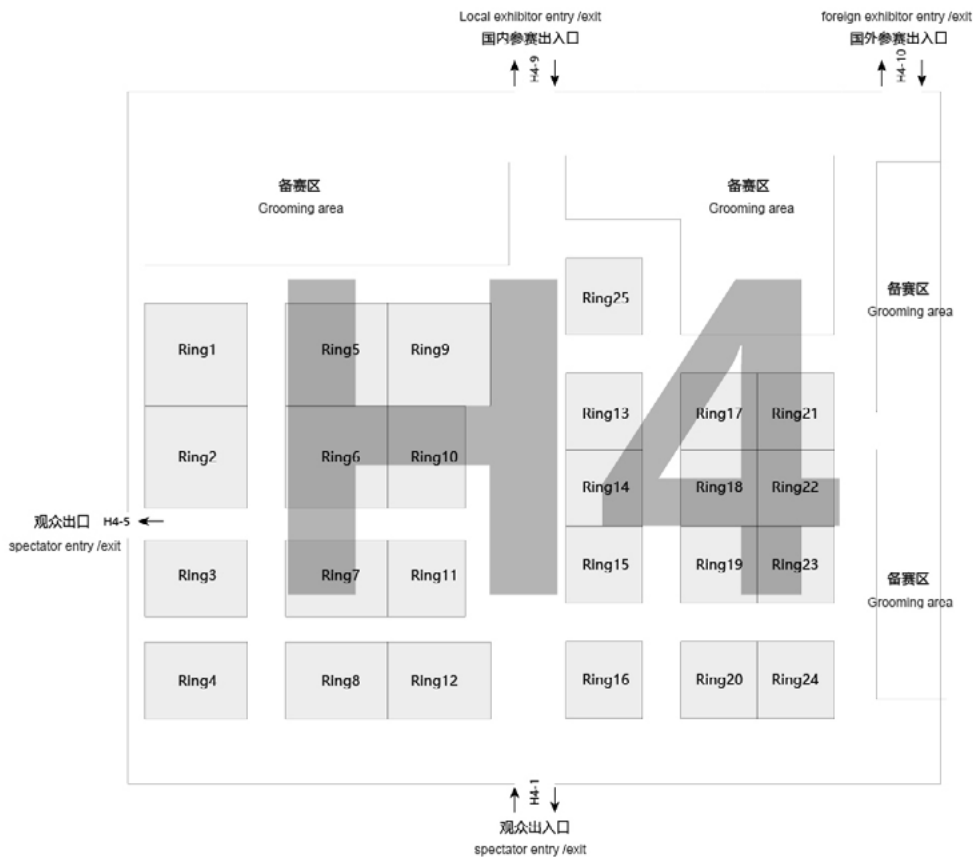 Local exhibitor entry /exit
国内参赛出入口
H4-9
foreign exhibitor entry /exit
国外参赛出入口
H4-10
备赛区
Grooming area
备赛区
Grooming area
备赛区
Grooming area
Ring25
Ring1
Ring5
Ring9
Ring13
Ring17
Ring21
H4
Ring2
Ring6
Ring10
Ring14
Ring18
Ring22
观众出口 H4-5
spectator entry /exit
Ring3
Ring7
Ring11
Ring15
Ring19
Ring23
备赛区
Grooming area
Ring4
Ring8
Ring12
Ring16
Ring20
Ring24
H4-1
观众出入口
spectator entry /exit